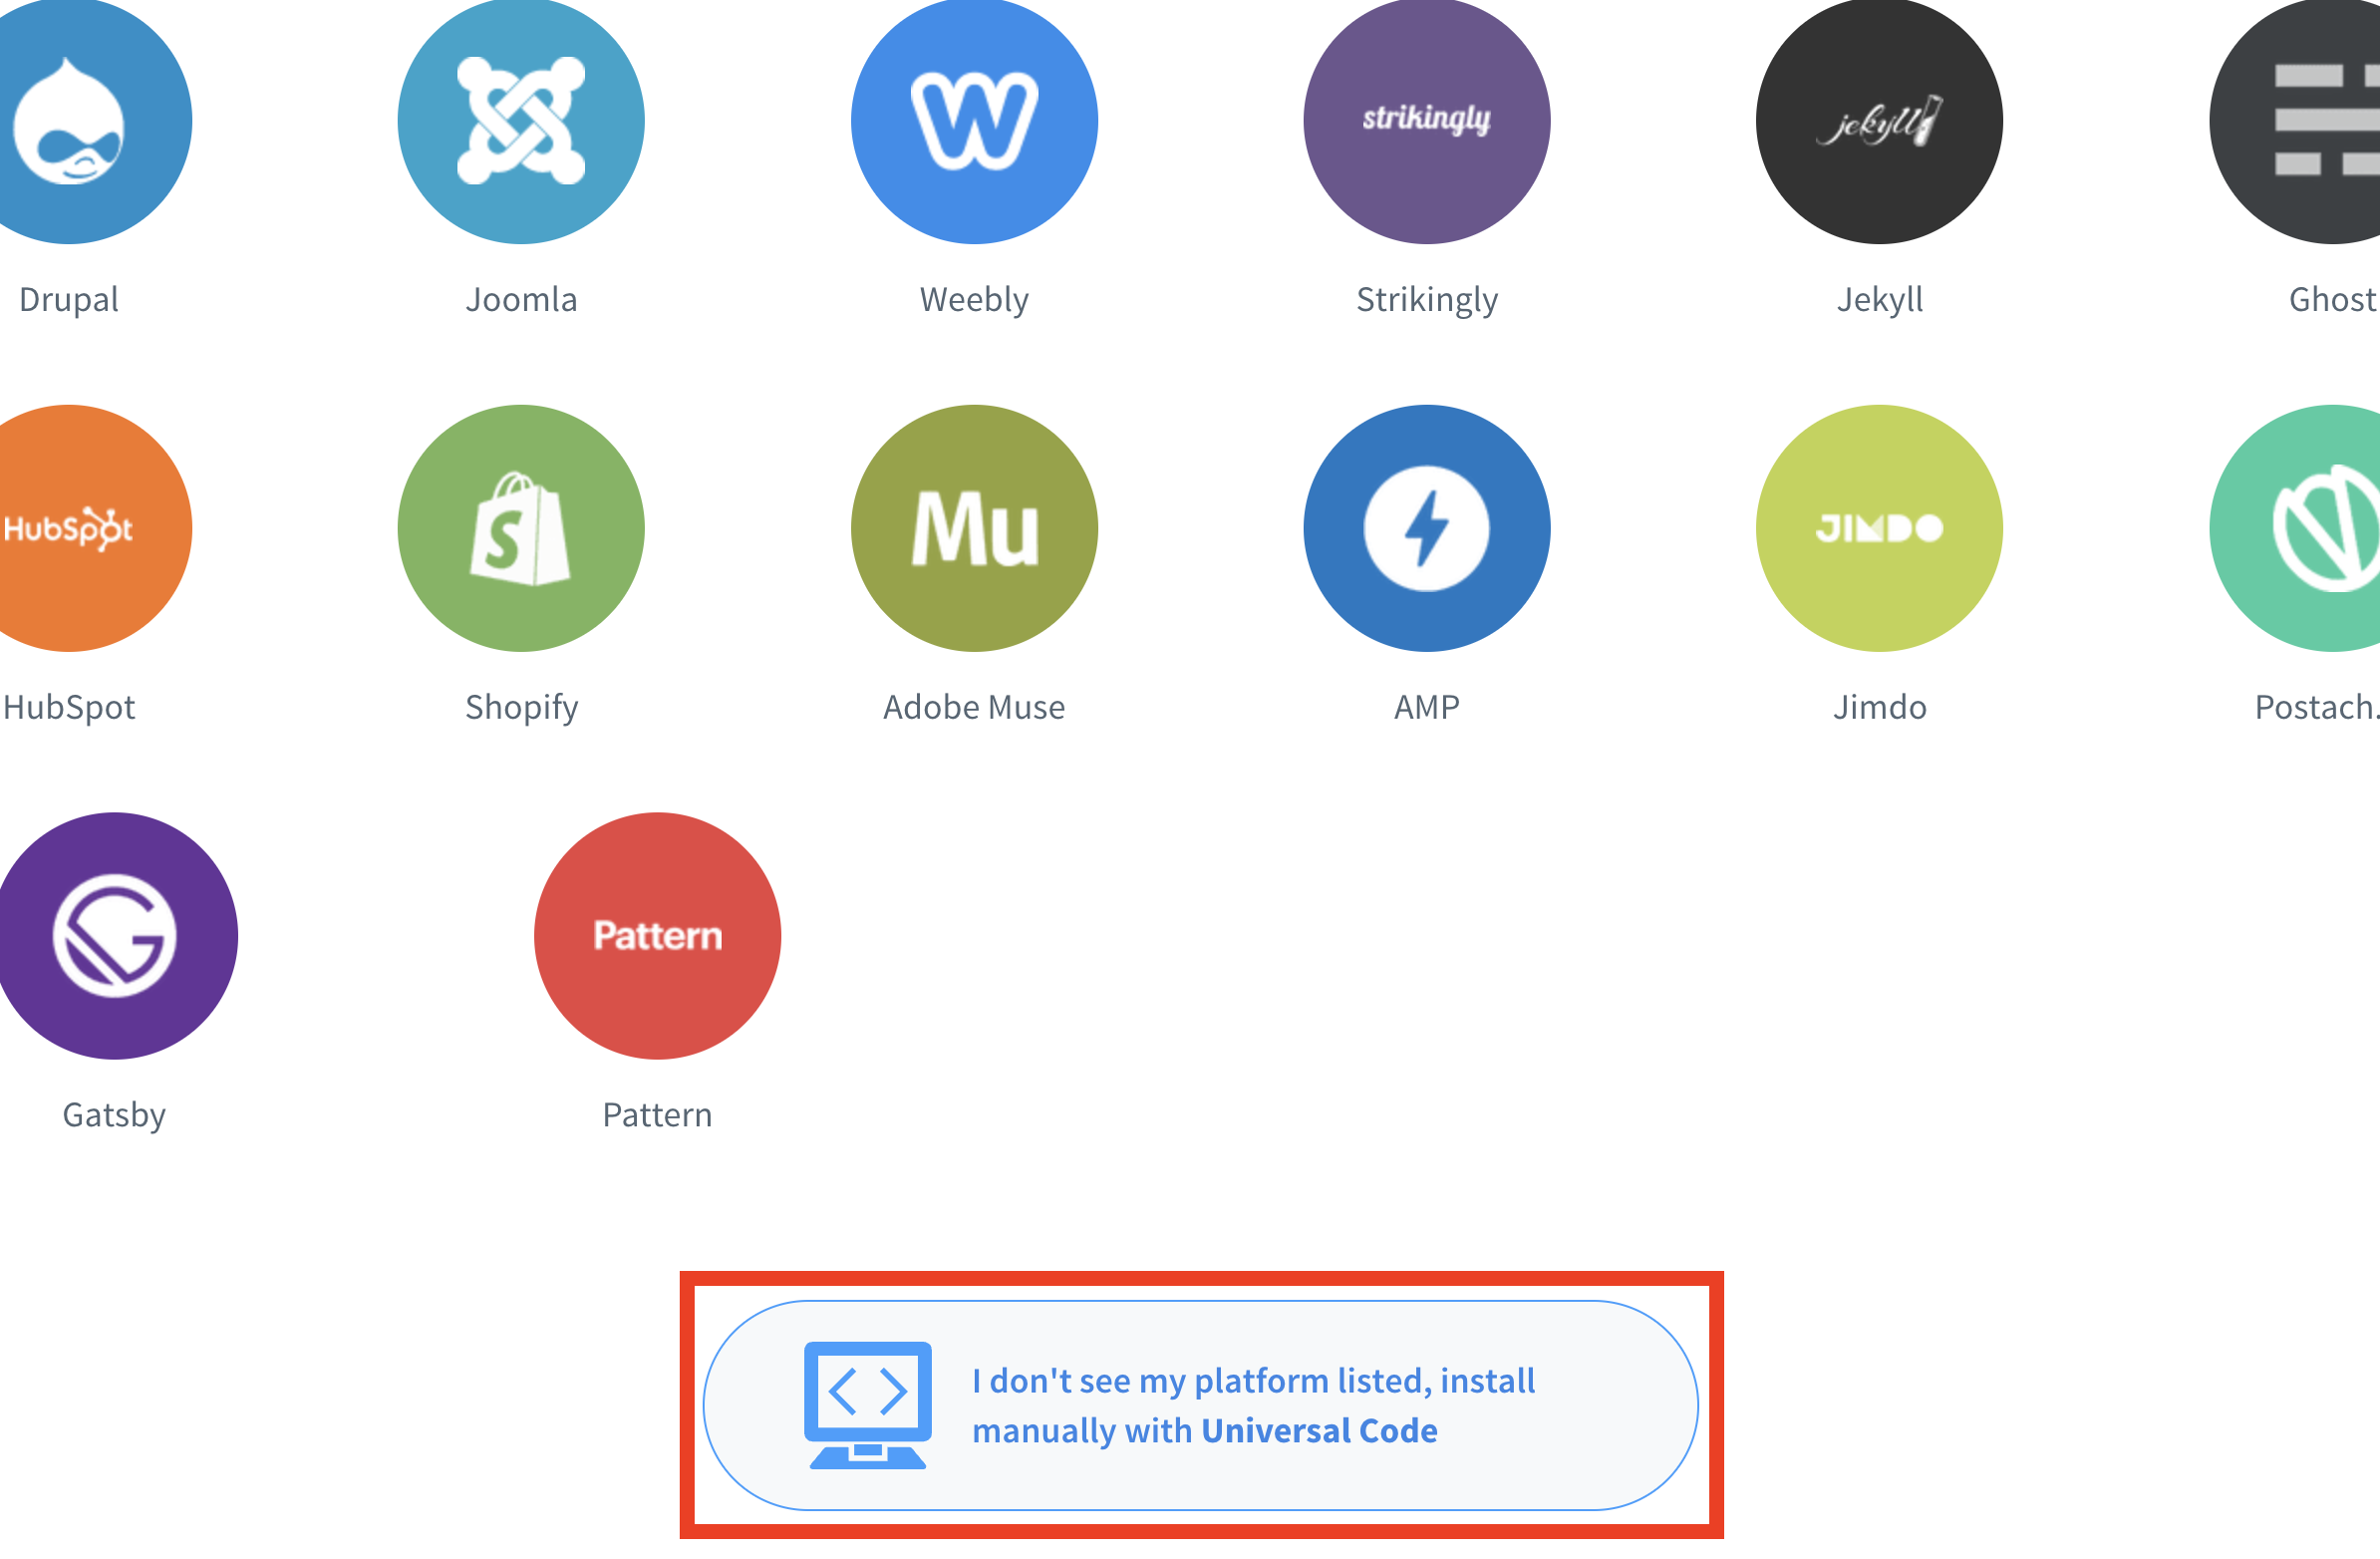 strikingly
jekyll
Drupal
Joomla
Weebly
Strikingly
Jekyll
Ghost
HubSpot
S
Mu
JIMDO
HubSpot
Shopify
Adobe Muse
AMP
Jimdo
Postach.
G
Pattern
Gatsby
Pattern
I don't see my platform listed, install
manually with Universal Code